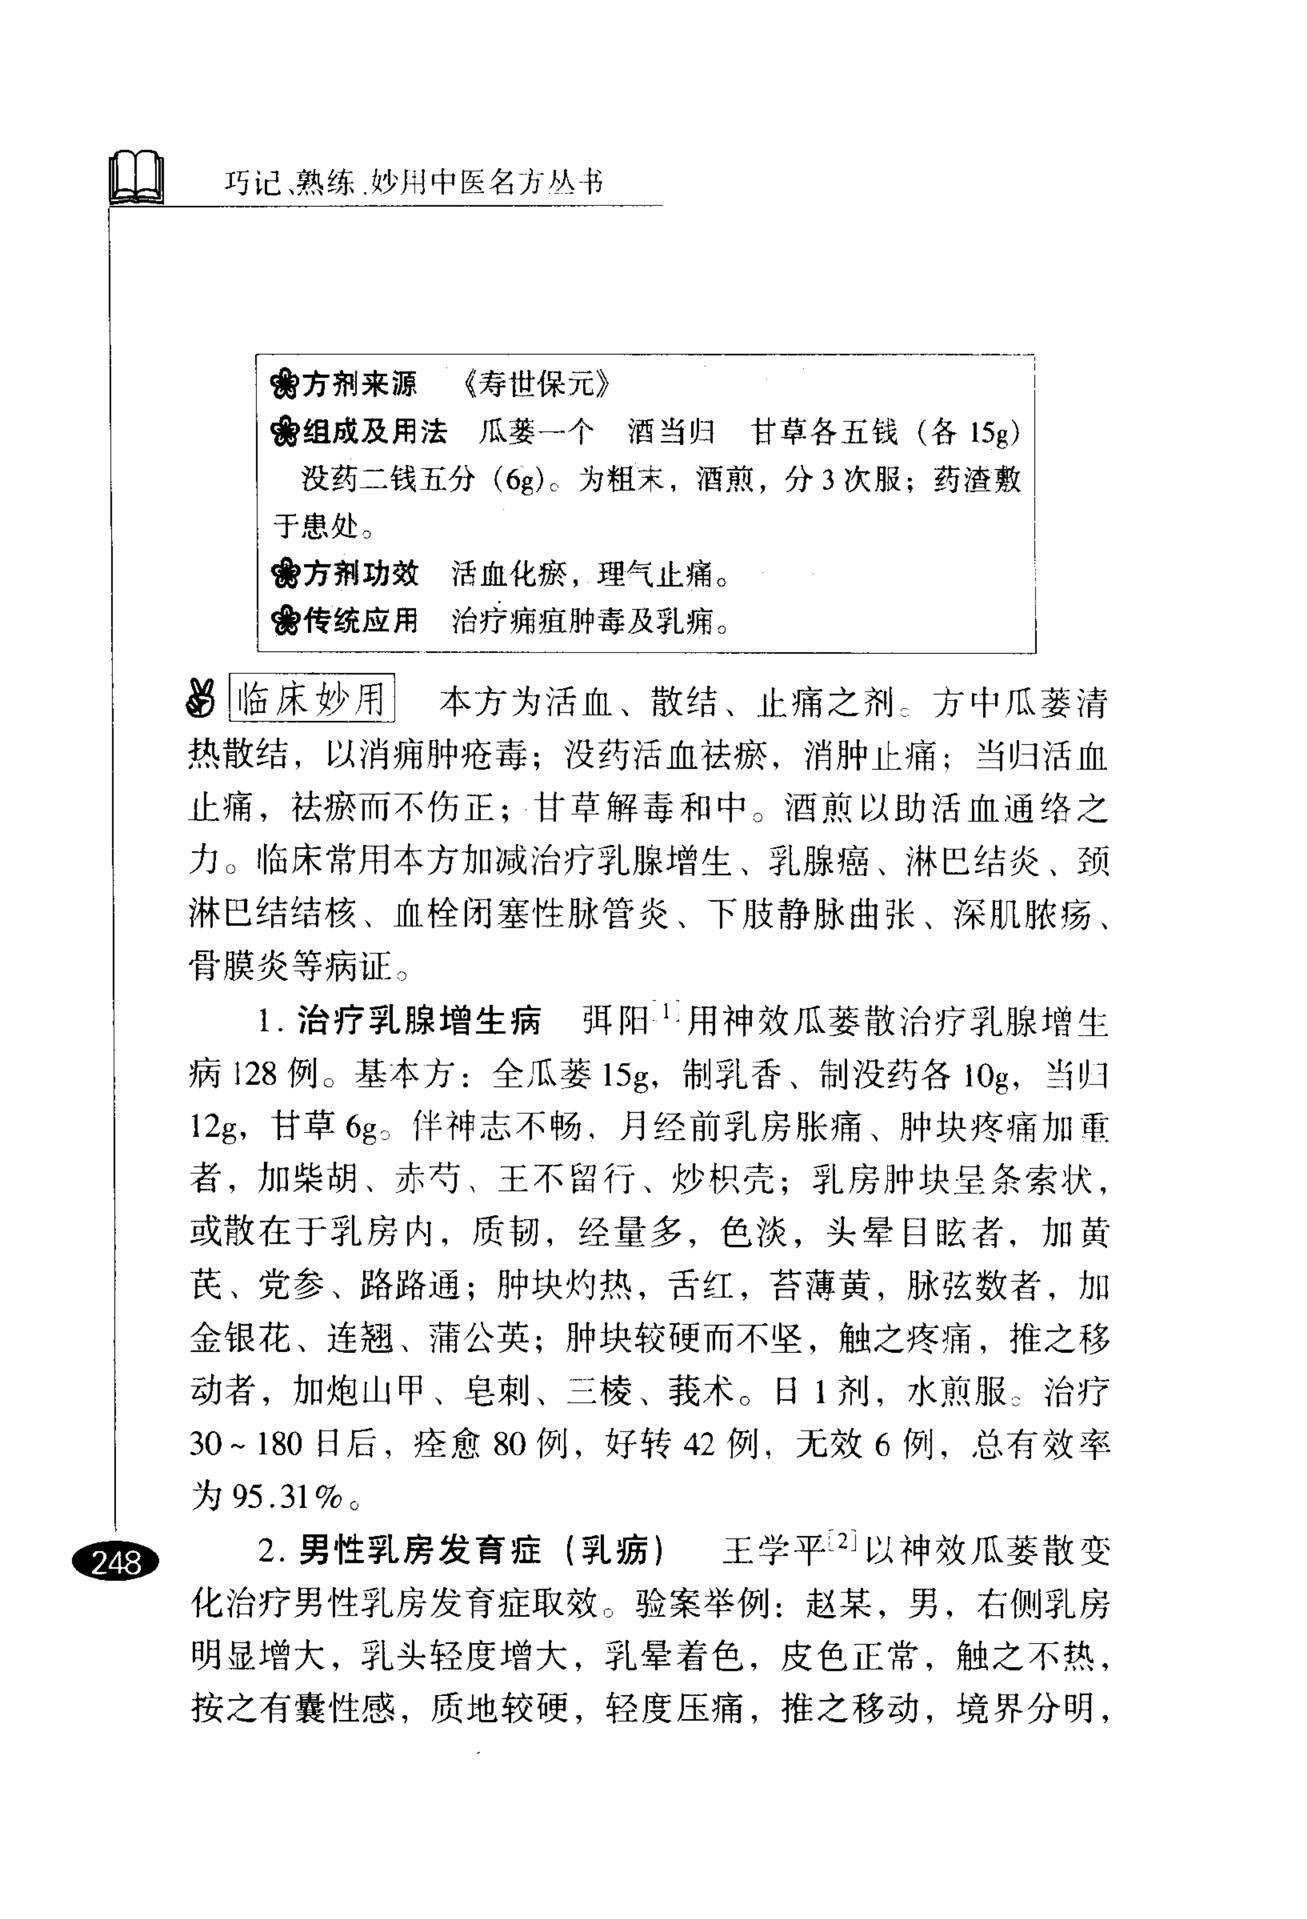 巧记、熟练、妙用中医名方丛书
方剂来源 《寿世保元》
组成及用法 瓜蒌一个 酒当归 甘草各五钱（各 15g）
没药二钱五分（6g）。为粗末，酒煎，分 3 次服；药渣敷
于患处。
方剂功效 活血化瘀，理气止痛。
传统应用 治疗痈疽肿毒及乳痈。
临床妙用 本方为活血、散结、止痛之剂。方中瓜蒌清
热散结，以消痈肿疮毒；没药活血祛瘀，消肿止痛；当归活血
止痛，祛瘀而不伤正；甘草解毒和中。酒煎以助活血通络之
力。临床常用本方加减治疗乳腺增生、乳腺癌、淋巴结炎、颈
淋巴结结核、血栓闭塞性脉管炎、下肢静脉曲张、深肌脓疡、
骨膜炎等病证。
1. 治疗乳腺增生病 弭阳[1]用神效瓜蒌散治疗乳腺增生
病 128 例。基本方：全瓜蒌 15g，制乳香、制没药各 10g，当归
12g，甘草 6g。伴神志不畅，月经前乳房胀痛、肿块疼痛加重
者，加柴胡、赤芍、王不留行、炒枳壳；乳房肿块呈条索状，
或散在于乳房内，质韧，经量多，色淡，头晕目眩者，加黄
芪、党参、路路通；肿块灼热，舌红，苔薄黄，脉弦数者，加
金银花、连翘、蒲公英；肿块较硬而不坚，触之疼痛，推之移
动者，加炮山甲、皂刺、三棱、莪术。日 1 剂，水煎服。治疗
30～180 日后，痊愈 80 例，好转 42 例，无效 6 例，总有效率
为 95.31％。
2. 男性乳房发育症（乳疬） 王学平[2]以神效瓜蒌散变
化治疗男性乳房发育症取效。验案举例：赵某，男，右侧乳房
明显增大，乳头轻度增大，乳晕着色，皮色正常，触之不热，
按之有囊性感，质地较硬，轻度压痛，推之移动，境界分明，
248